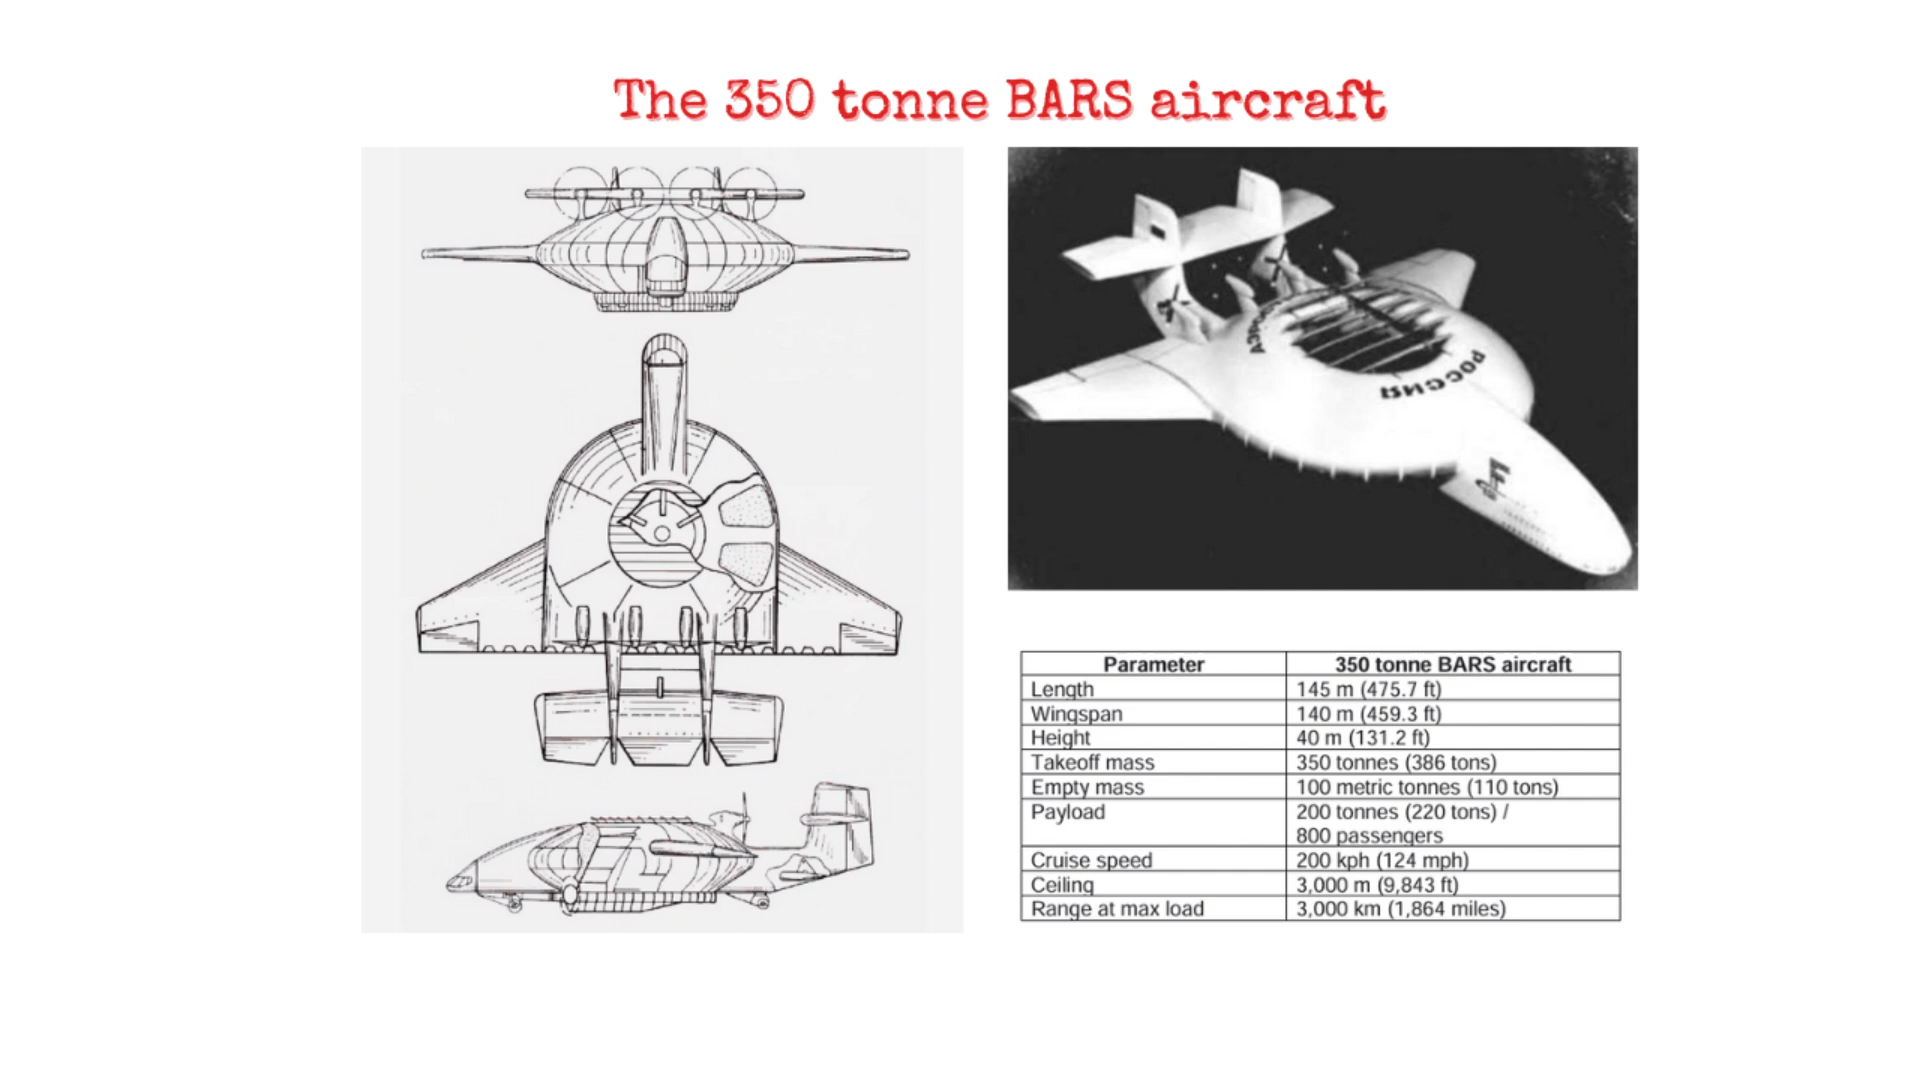 The 350 tonne BARS aircraft
РОССИЯ
Parameter 350 tonne BARS aircraft
Length 145 m (475.7 ft)
Wingspan 140 m (459.3 ft)
Height 40 m (131.2 ft)
Takeoff mass 350 tonnes (386 tons)
Empty mass 100 metric tonnes (110 tons)
Payload 200 tonnes (220 tons) /
800 passengers
Cruise speed 200 kph (124 mph)
Ceiling 3,000 m (9,843 ft)
Range at max load 3,000 km (1,864 miles)